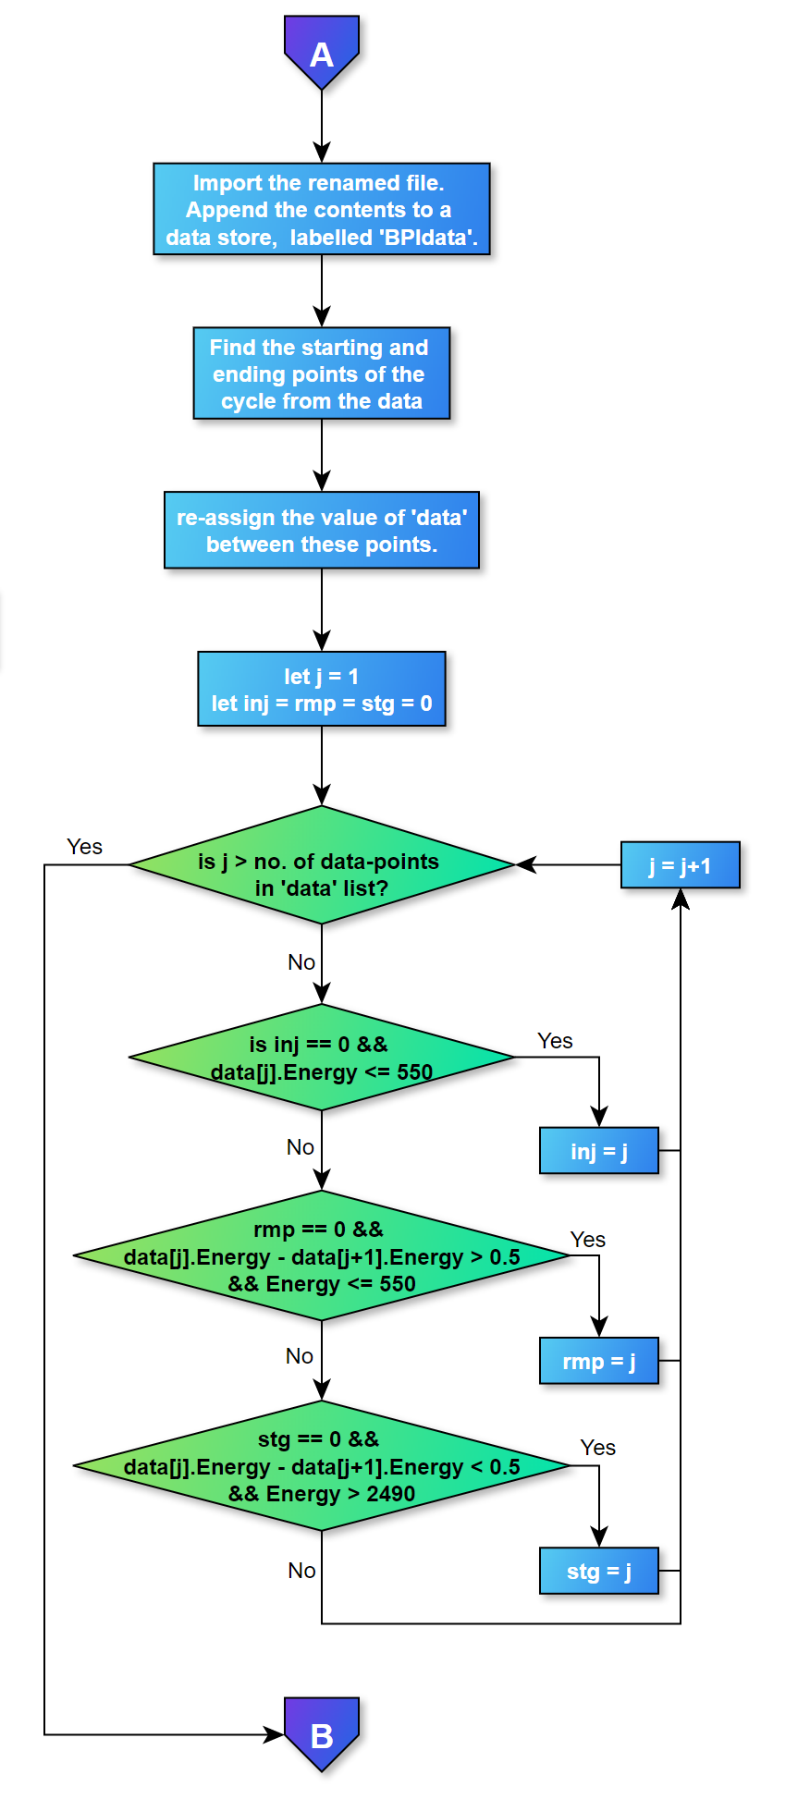 A
Import the renamed file.
Append the contents to a
data store,  labelled 'BPIdata'.
Find the starting and
ending points of the
cycle from the data
re-assign the value of 'data'
between these points.
let j = 1
let inj = rmp = stg = 0
Yes
is j > no. of data-points
in 'data' list?
j = j+1
No
is inj == 0 &&
data[j].Energy <= 550
Yes
inj = j
No
rmp == 0 &&
data[j].Energy - data[j+1].Energy > 0.5
&& Energy <= 550
Yes
rmp = j
No
stg == 0 &&
data[j].Energy - data[j+1].Energy < 0.5
&& Energy > 2490
Yes
stg = j
No
B